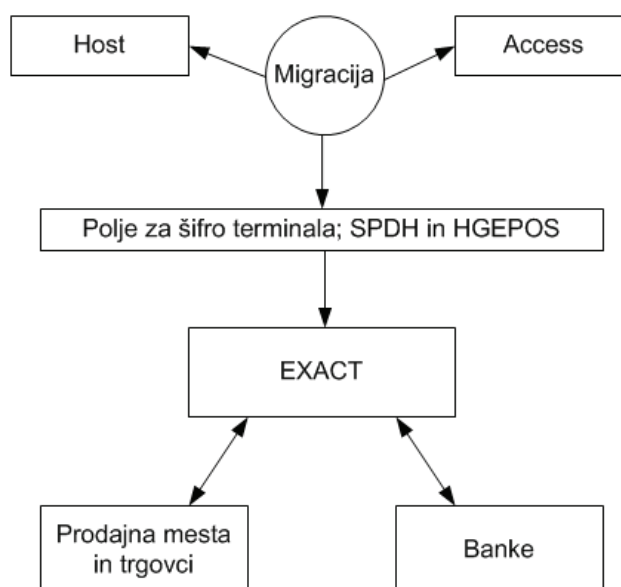 Host
Migracija
Access
Polje za šifro terminala; SPDH in HGEPOS
EXACT
Prodajna mesta
in trgovci
Banke